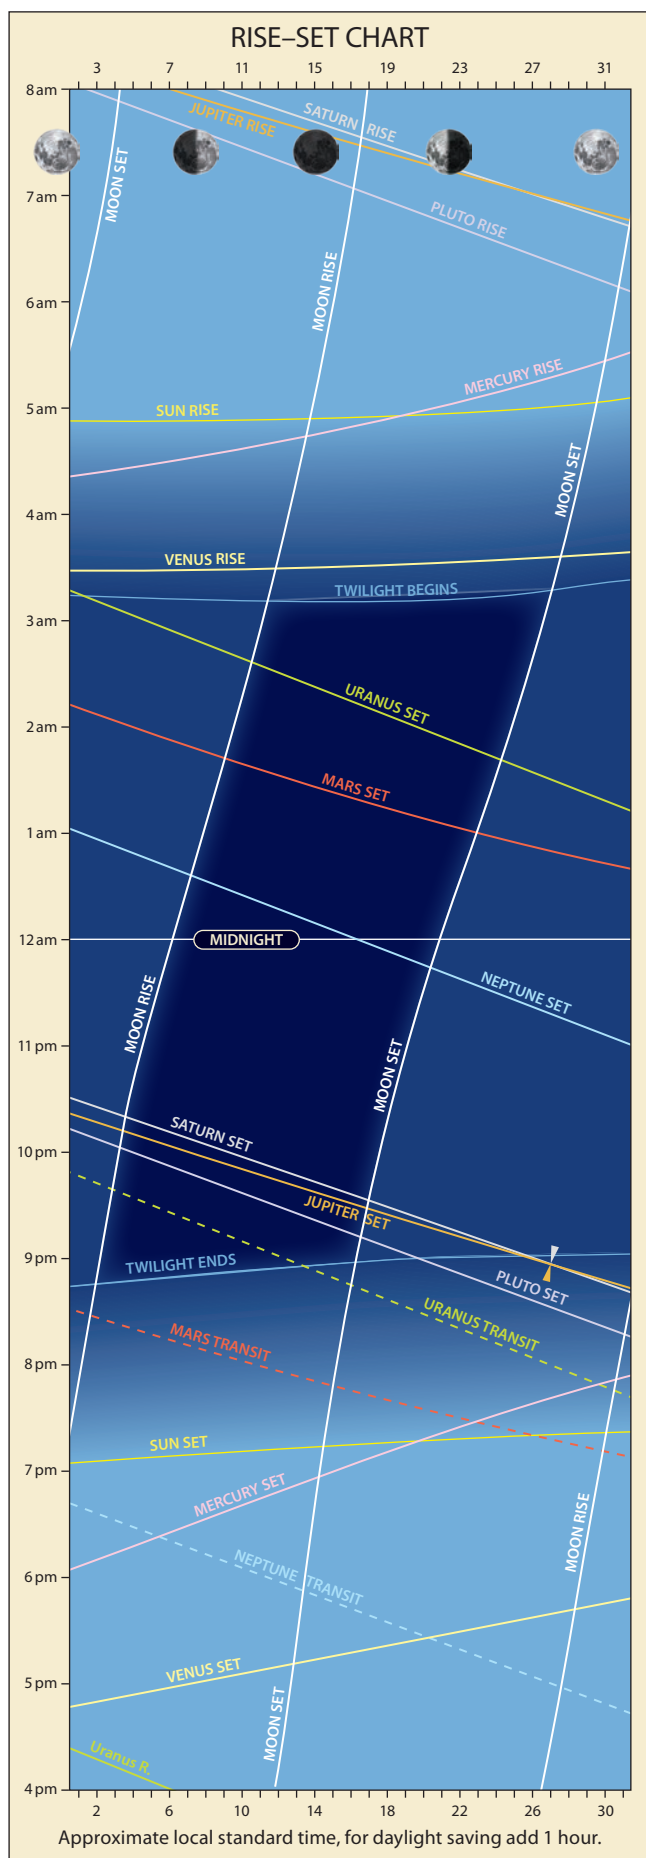 RISE–SET CHART
3 7 11 15 19 23 27 31
8 am
SATURN RISE
JUPITER RISE
MOON SET
7 am
PLUTO RISE
MOON RISE
6 am
MERCURY RISE
5 am
SUN RISE
MOON SET
4 am
VENUS RISE
TWILIGHT BEGINS
3 am
URANUS SET
2 am
MARS SET
1 am
12 am
MIDNIGHT
NEPTUNE SET
MOON RISE
11 pm
MOON SET
SATURN SET
10 pm
JUPITER SET
9 pm
TWILIGHT ENDS
PLUTO SET
URANUS TRANSIT
MARS TRANSIT
8 pm
SUN SET
7 pm
MERCURY SET
MOON RISE
6 pm
NEPTUNE TRANSIT
VENUS SET
5 pm
MOON SET
Uranus R.
4 pm
2 6 10 14 18 22 26 30
Approximate local standard time, for daylight saving add 1 hour.